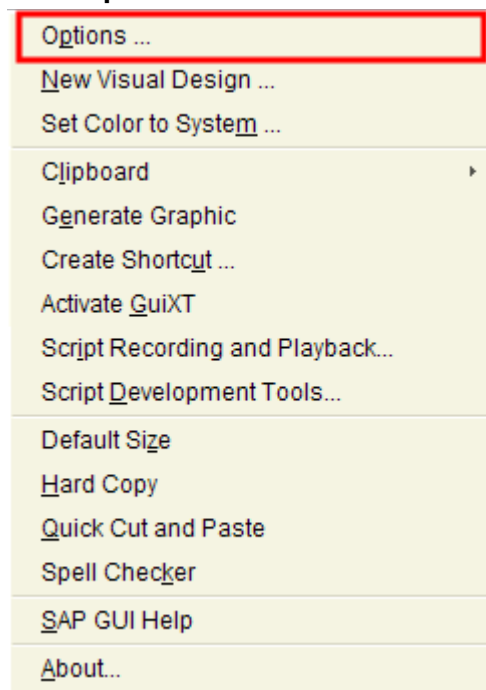 Options ...
New Visual Design ...
Set Color to System ...
Clipboard
Generate Graphic
Create Shortcut ...
Activate GuiXT
Script Recording and Playback...
Script Development Tools...
Default Size
Hard Copy
Quick Cut and Paste
Spell Checker
SAP GUI Help
About...